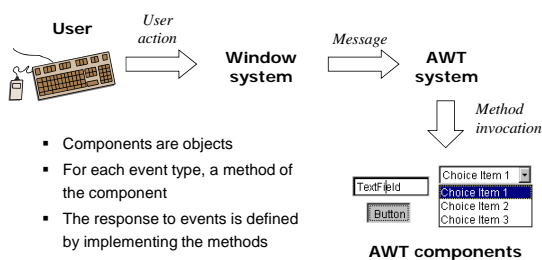 User
User
action
Window
system
Message
AWT
system
Method
invocation
▪ Components are objects
▪ For each event type, a method of
the component
▪ The response to events is defined
by implementing the methods
TextField
Button
Choice Item 1
Choice Item 1
Choice Item 2
Choice Item 3
AWT components